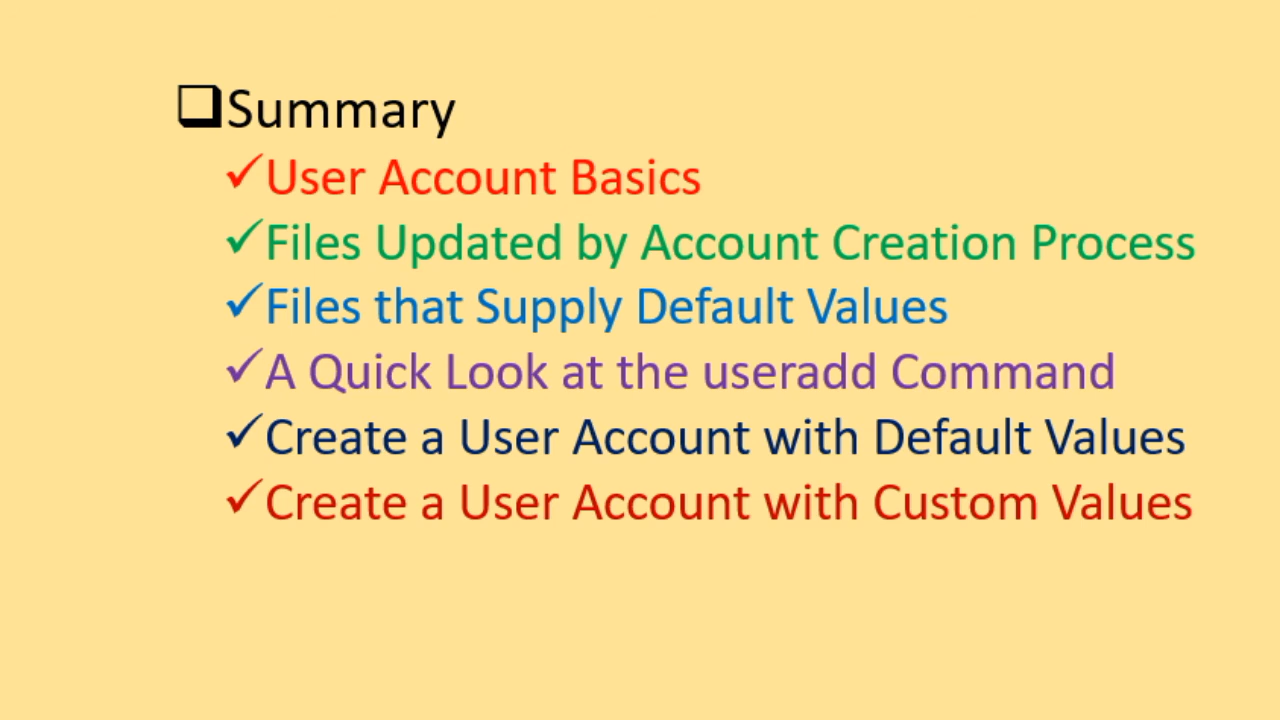 ❑Summary
✓User Account Basics
✓Files Updated by Account Creation Process
✓Files that Supply Default Values
✓A Quick Look at the useradd Command
✓Create a User Account with Default Values
✓Create a User Account with Custom Values